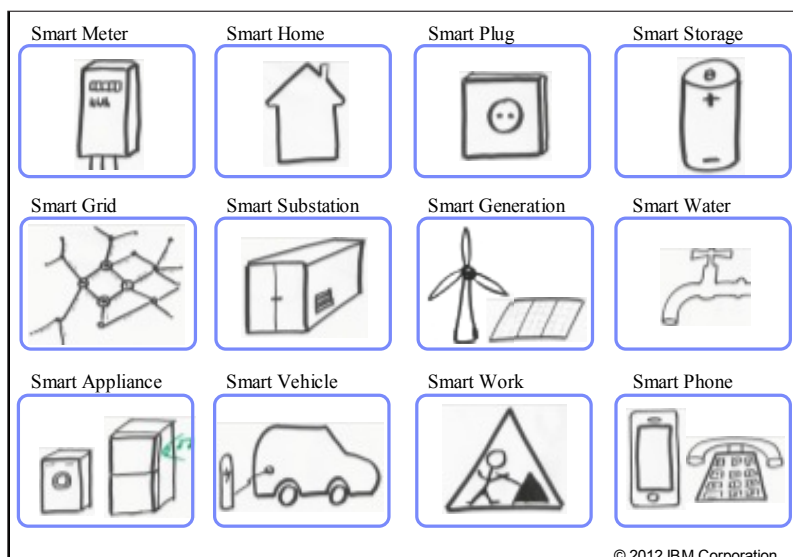 Smart Meter
Smart Home
Smart Plug
Smart Storage
Smart Grid
Smart Substation
Smart Generation
Smart Water
Smart Appliance
Smart Vehicle
Smart Work
Smart Phone
© 2012 IBM Corporation